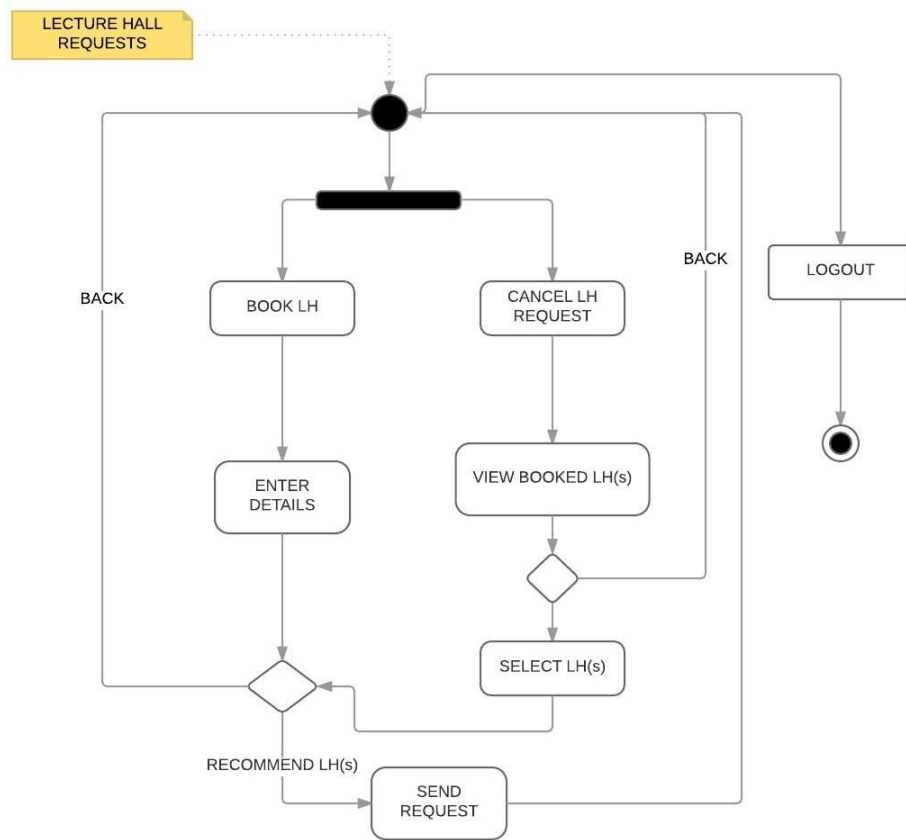 LECTURE HALL
REQUESTS
BACK
BOOK LH
CANCEL LH
REQUEST
BACK
LOGOUT
ENTER
DETAILS
VIEW BOOKED LH(s)
SELECT LH(s)
RECOMMEND LH(s)
SEND
REQUEST